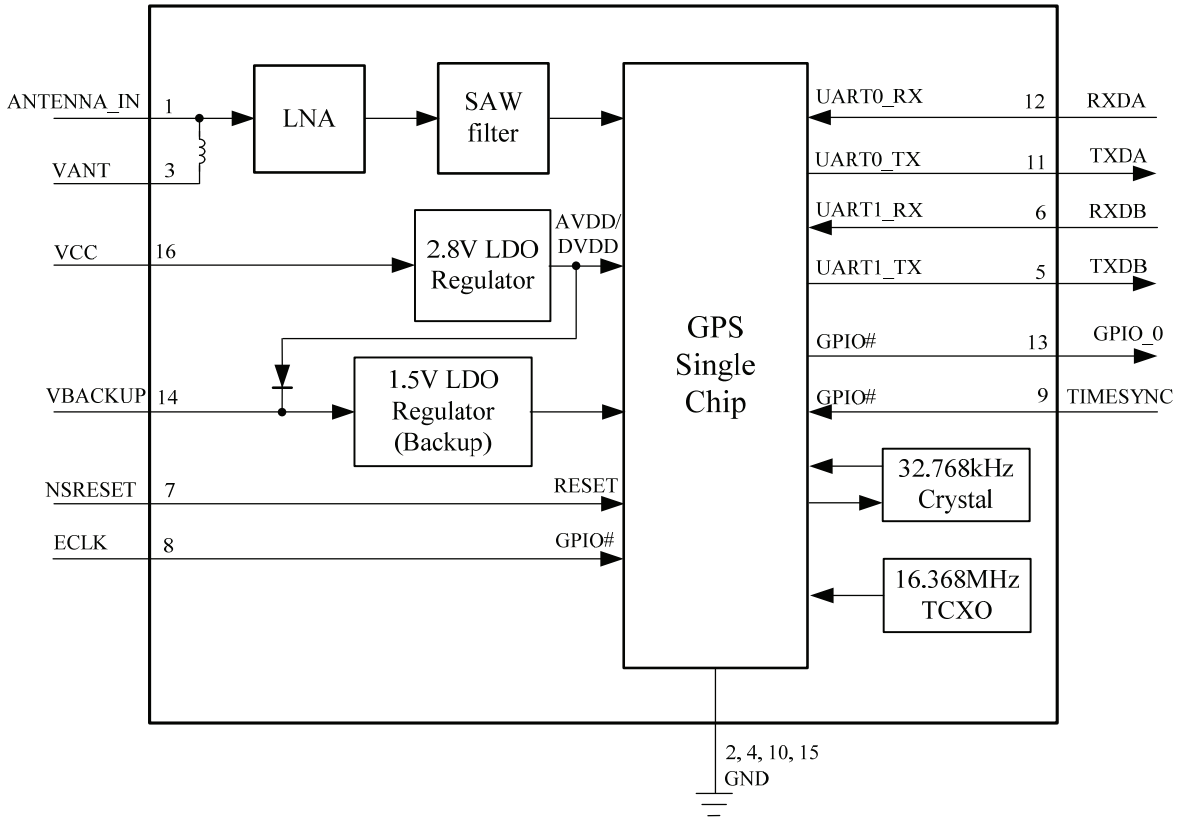 ANTENNA_IN
1
VANT
3
LNA
SAW
filter
VCC
16
2.8V LDO
Regulator
AVDD/
DVDD
VBACKUP
14
1.5V LDO
Regulator
(Backup)
NSRESET
7
RESET
ECLK
8
GPIO#
GPS
Single
Chip
UART0_RX
12
RXDA
UART0_TX
11
TXDA
UART1_RX
6
RXDB
UART1_TX
5
TXDB
GPIO#
13
GPIO_0
GPIO#
9
TIMESYNC
32.768kHz
Crystal
16.368MHz
TCXO
2, 4, 10, 15
GND